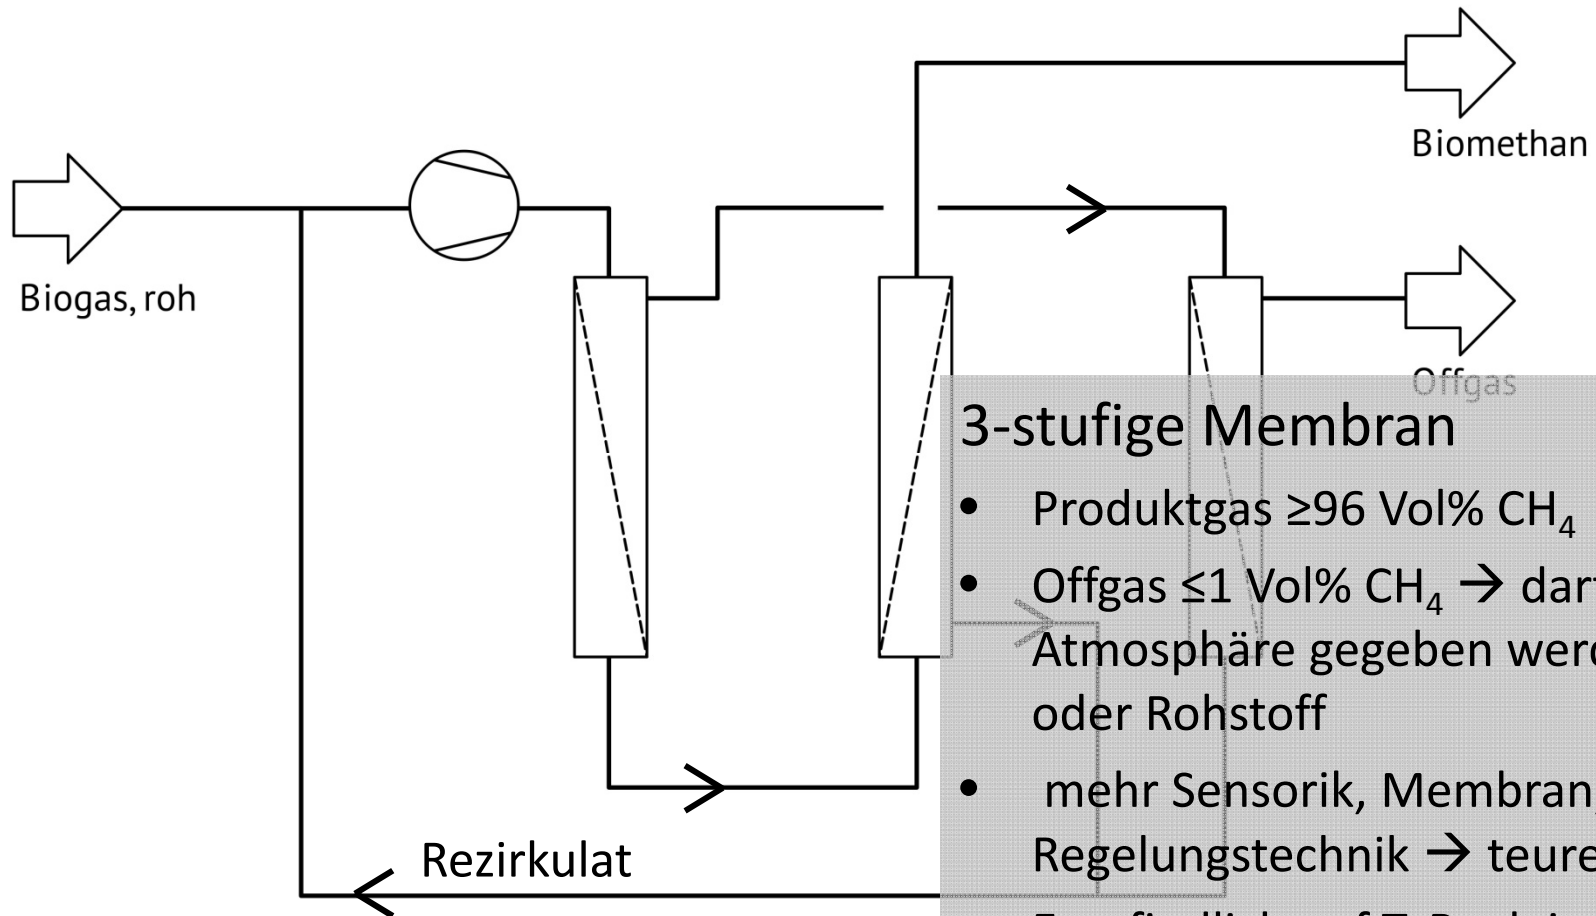 Biomethan
Biogas, roh
Offgas
3-stufige Membran
• Produktgas ≥96 Vol% CH₄
• Offgas ≤1 Vol% CH₄ → darf
Atmosphäre gegeben werd
oder Rohstoff
• mehr Sensorik, Membran,
Regelungstechnik → teure
Rezirkulat